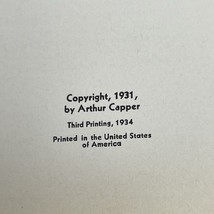 Copyright, 1931,
by Arthur Capper
Third Printing, 1934
Printed in the United States
of America